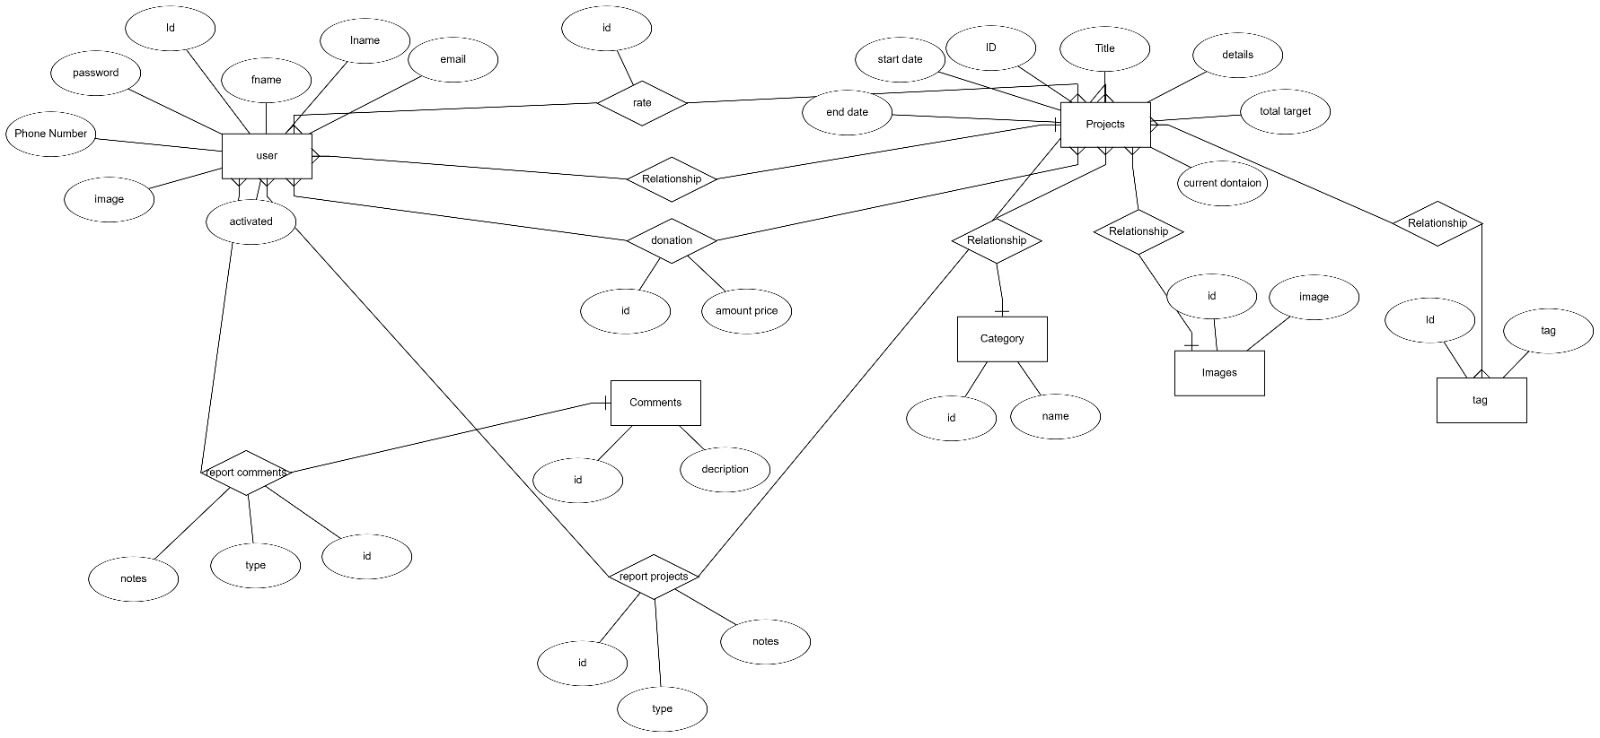 Id
lname
id
ID
Title
details
start date
email
password
fname
rate
end date
total target
Projects
Phone Number
user
Relationship
current dontaion
image
activated
donation
Relationship
Relationship
Relationship
id
amount price
id
image
Id
tag
Category
Images
tag
Comments
id
name
report comments
id
decription
notes
type
id
report projects
id
notes
type